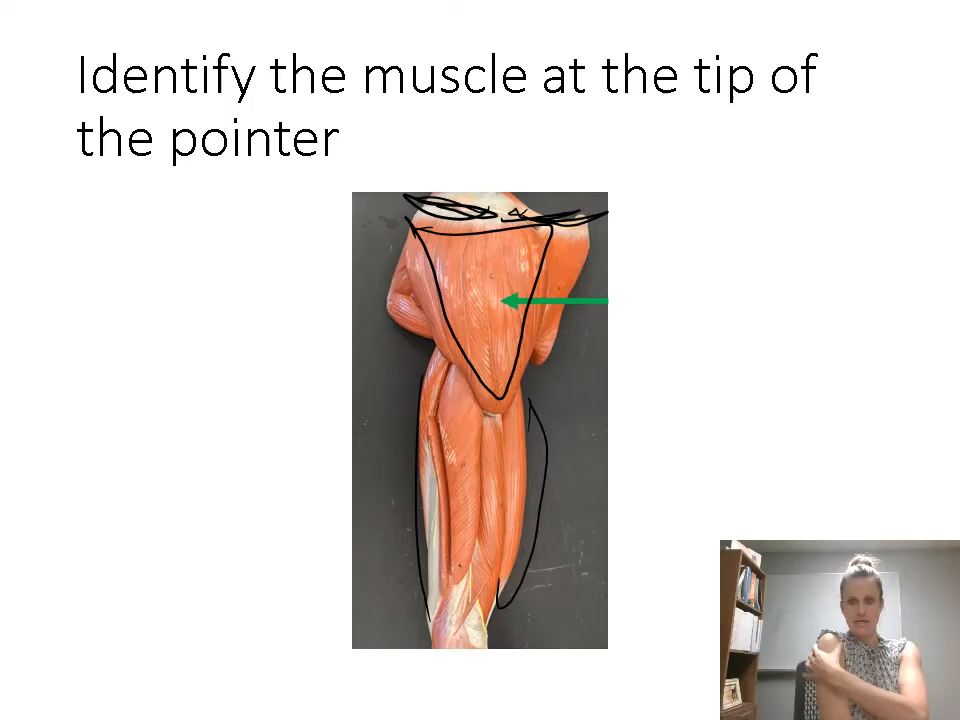 Identify the muscle at the tip of
the pointer